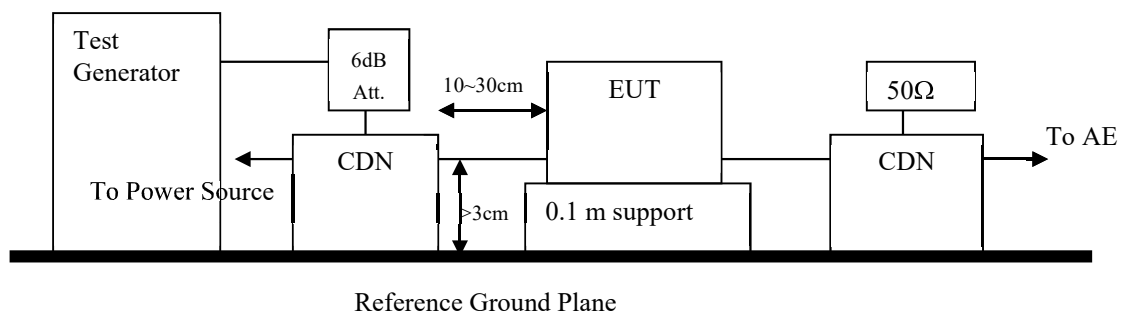 Test
Generator
6dB
Att.
10~30cm
EUT
50Ω
CDN
CDN
To AE
To Power Source
>3cm
0.1 m support
Reference Ground Plane